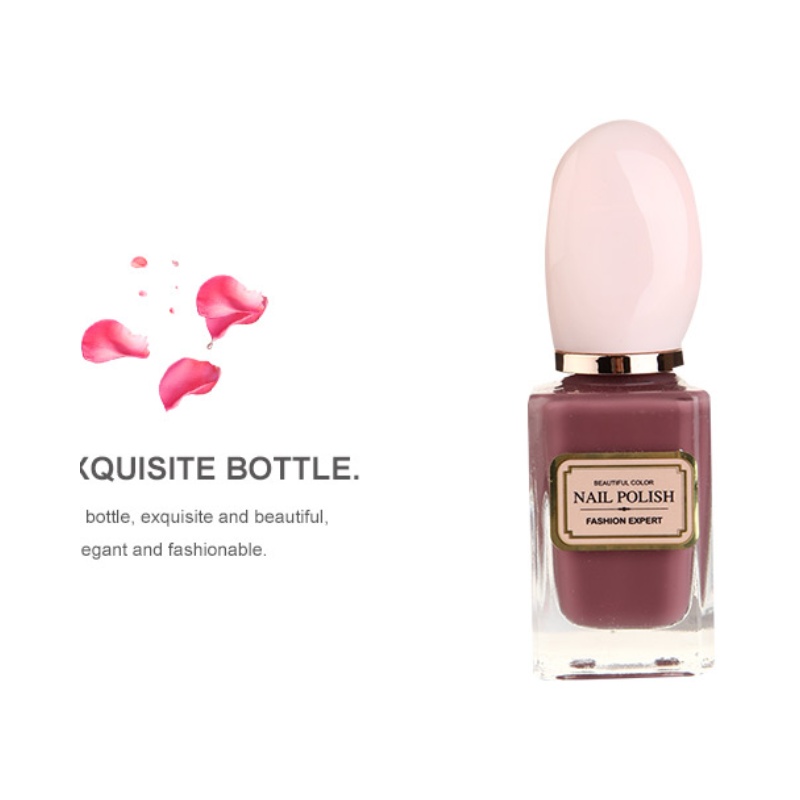 XQUISITE BOTTLE.
bottle, exquisite and beautiful,
egant and fashionable.
BEAUTIFUL COLOR
NAIL POLISH
FASHION EXPERT